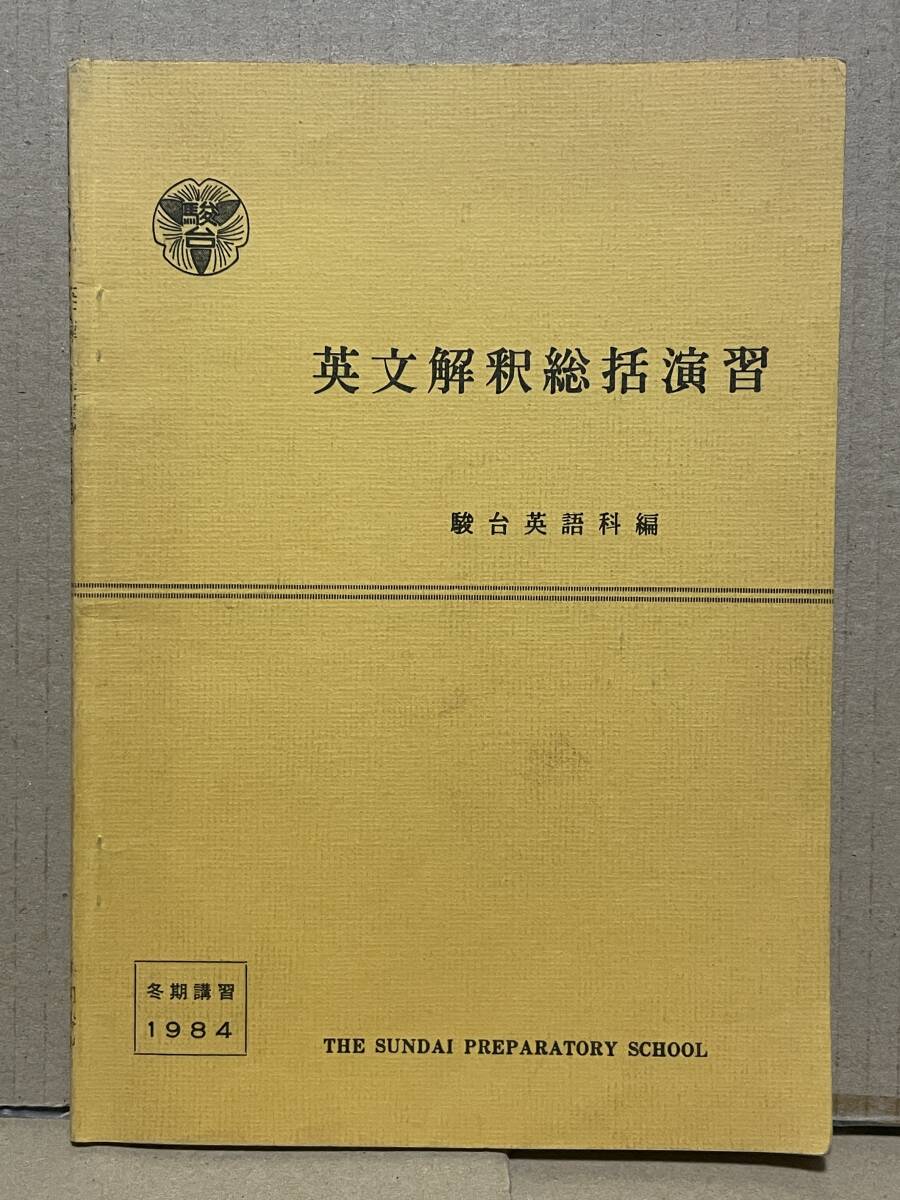 駿台
英文解釈総括演習
駿台英語科編
冬期講習
1984
THE SUNDAI PREPARATORY SCHOOL